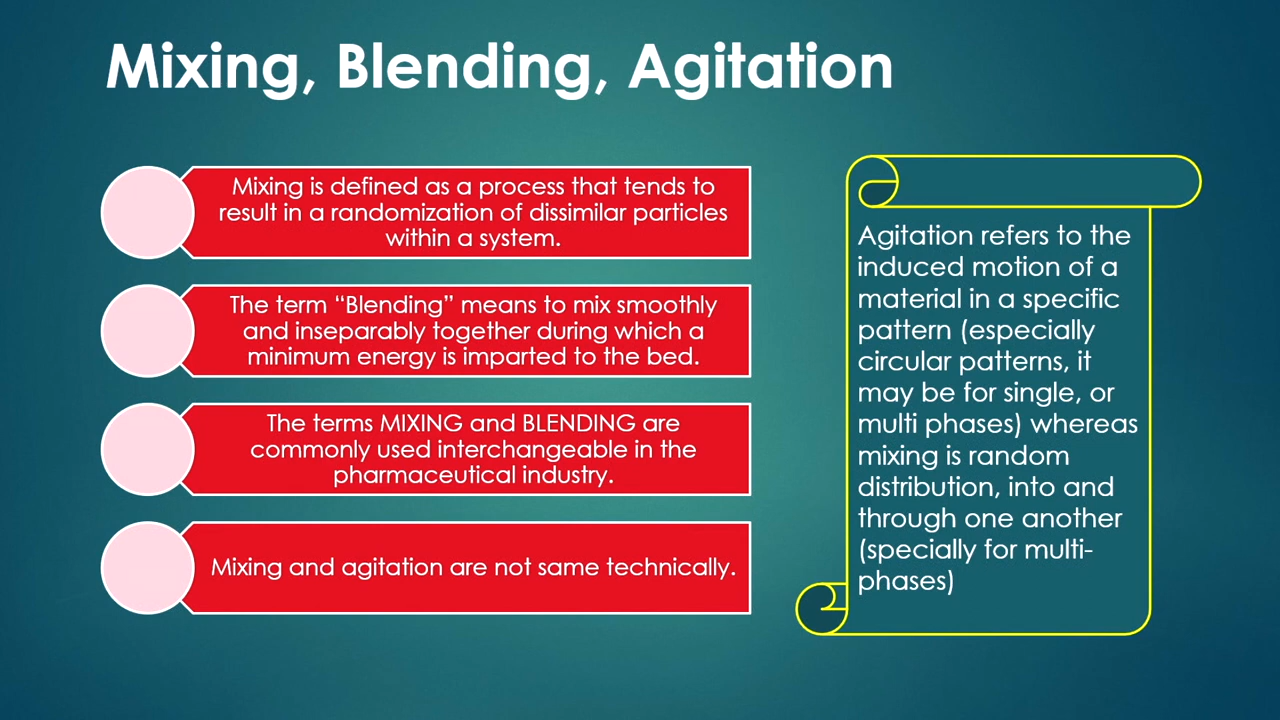 Mixing, Blending, Agitation
Mixing is defined as a process that tends to
result in a randomization of dissimilar particles
within a system.
The term “Blending” means to mix smoothly
and inseparably together during which a
minimum energy is imparted to the bed.
The terms MIXING and BLENDING are
commonly used interchangeable in the
pharmaceutical industry.
Mixing and agitation are not same technically.
Agitation refers to the
induced motion of a
material in a specific
pattern (especially
circular patterns, it
may be for single, or
multi phases) whereas
mixing is random
distribution, into and
through one another
(specially for multi-
phases)